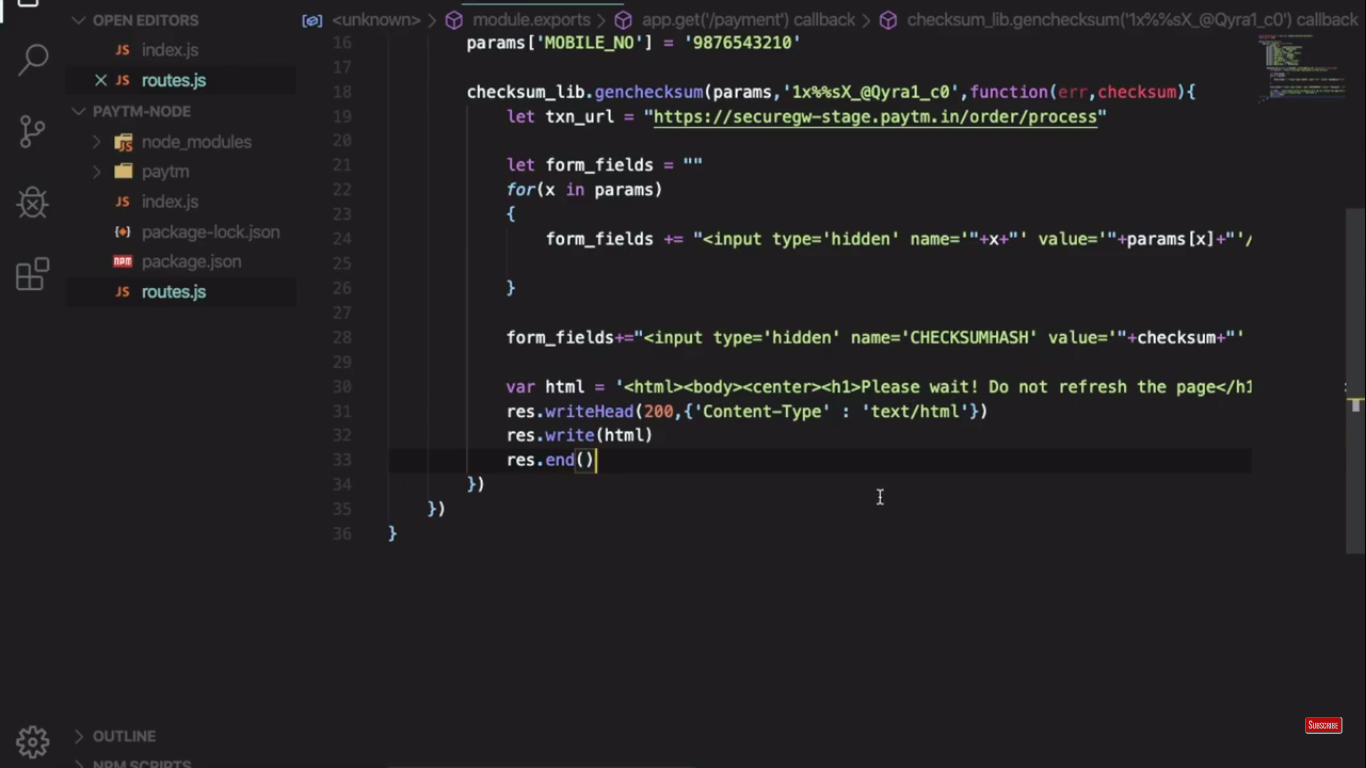 OPEN EDITORS
index.js
routes.js
PAYTM-NODE
node_modules
paytm
index.js
package-lock.json
package.json
routes.js
OUTLINE
NPM SCRIPTS
<unknown> > module.exports > app.get('/payment') callback > checksum_lib.genchecksum('1x%%sX_@Qyra1_c0') callback
16 params['MOBILE_NO'] = '9876543210'
17
18 checksum_lib.genchecksum(params,'1x%%sX_@Qyra1_c0',function(err,checksum){
19 let txn_url = "https://securegw-stage.paytm.in/order/process"
20
21 let form_fields = ""
22 for(x in params)
23 {
24 form_fields += "<input type='hidden' name='"+x+"' value='"+params[x]+"'/
25
26 }
27
28 form_fields+="<input type='hidden' name='CHECKSUMHASH' value='"+checksum+"'
29
30 var html = '<html><body><center><h1>Please wait! Do not refresh the page</h1
31 res.writeHead(200,{'Content-Type' : 'text/html'})
32 res.write(html)
33 res.end()
34 })
35 })
36 }
SUBSCRIBE